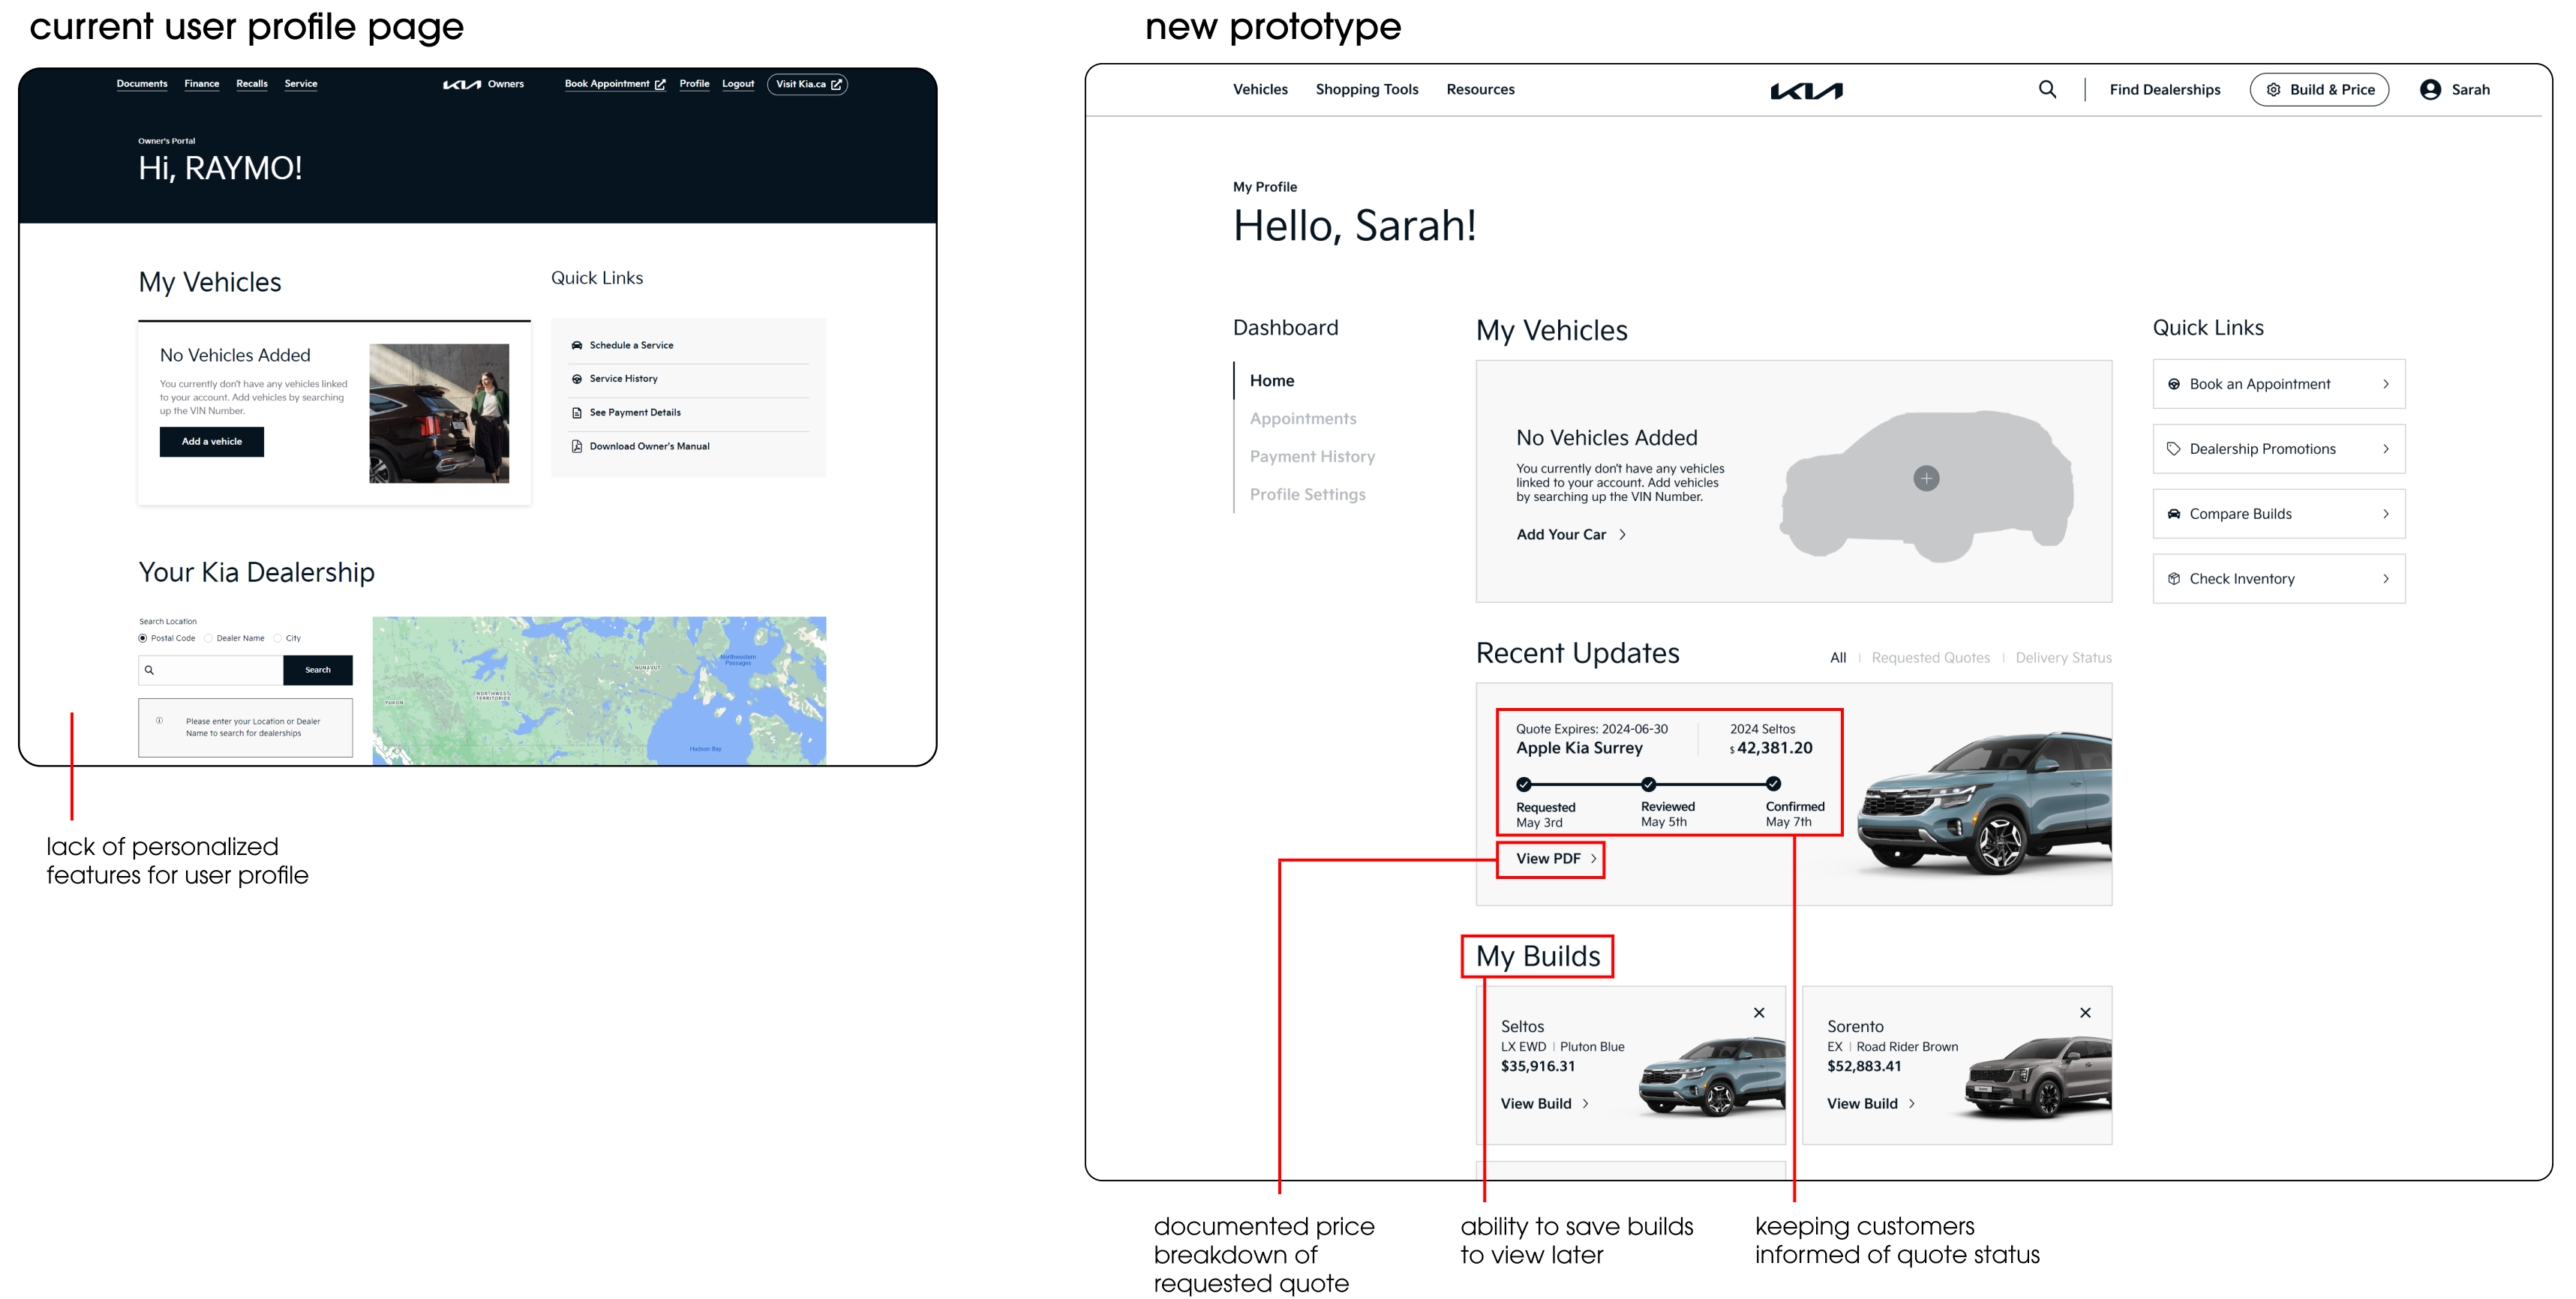 current user profile page
Documents Finance Recalls Service KIA Owners Book Appointment Profile Logout Visit Kia.ca
Owner's Portal
Hi, RAYMO!
My Vehicles
No Vehicles Added
You currently don't have any vehicles linked
to your account. Add vehicles by searching
up the VIN Number.
Add a vehicle
Quick Links
Schedule a Service
Service History
See Payment Details
Download Owner's Manual
Your Kia Dealership
Search Location
Postal Code Dealer Name City
Search
Please enter your Location or Dealer
Name to search for dealerships
YUKON
NORTHWEST
TERRITORIES
NUNAVUT
Northwestern
Passages
Hudson Bay
lack of personalized
features for user profile
new prototype
Vehicles Shopping Tools Resources KIA Find Dealerships Build & Price Sarah
My Profile
Hello, Sarah!
Dashboard
Home
Appointments
Payment History
Profile Settings
My Vehicles
No Vehicles Added
You currently don't have any vehicles
linked to your account. Add vehicles
by searching up the VIN Number.
Add Your Car
Quick Links
Book an Appointment
Dealership Promotions
Compare Builds
Check Inventory
Recent Updates
All | Requested Quotes | Delivery Status
Quote Expires: 2024-06-30
Apple Kia Surrey
2024 Seltos
$ 42,381.20
Requested
May 3rd
Reviewed
May 5th
Confirmed
May 7th
View PDF
My Builds
Seltos
LX EWD | Pluton Blue
$35,916.31
View Build
Sorento
EX | Road Rider Brown
$52,883.41
View Build
documented price
breakdown of
requested quote
ability to save builds
to view later
keeping customers
informed of quote status